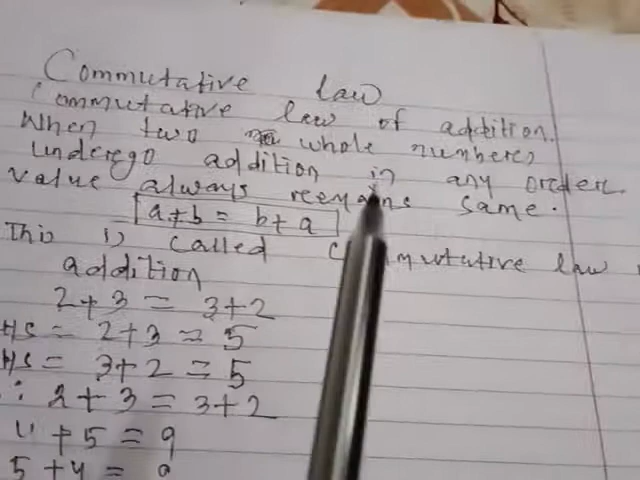 Commutative law
Commutative law of addition.
When two whole numbers
undergo addition in any order.
value always remains same.
a+b = b+a
This is called Commutative law
addition
2+3 = 3+2
HS = 2+3 = 5
HS = 3+2 = 5
∴ 2+3 = 3+2
4+5 = 9
5+4 = 9